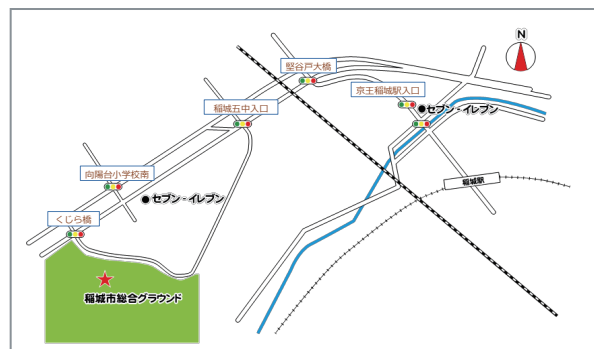 N
堅谷戸大橋
京王稲城駅入口
セブン - イレブン
稲城五中入口
向陽台小学校南
稲城駅
セブン - イレブン
くじら橋
稲城市総合グラウンド